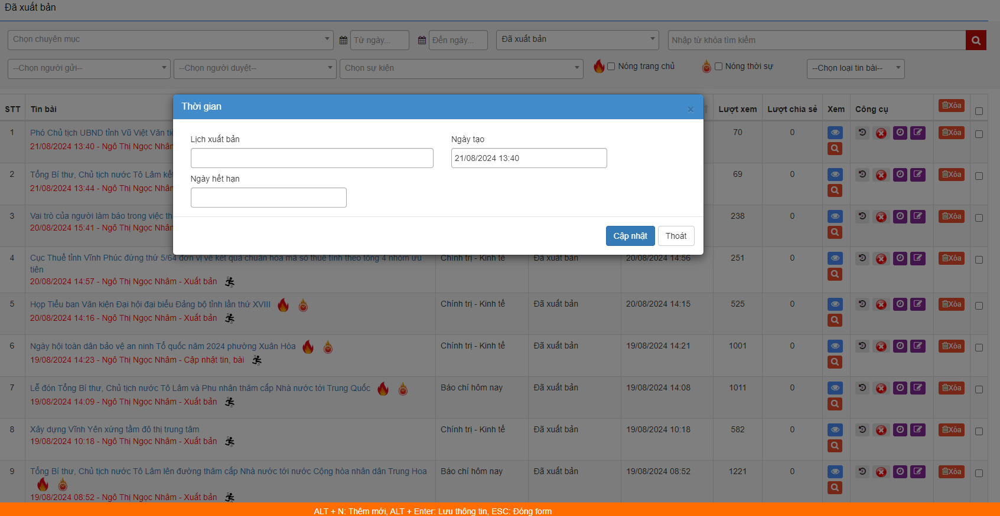 Đã xuất bản
Chọn chuyên mục
Từ ngày...
Đến ngày...
Đã xuất bản
Nhập từ khóa tìm kiếm
--Chọn người gửi--
--Chọn người duyệt--
Chọn sự kiện
Nóng trang chủ
Nóng thời sự
--Chọn loại tin bài--
STT Tin bài Lượt xem Lượt chia sẻ Xem Công cụ Xóa
Thời gian ×
Lịch xuất bản
Ngày tạo
21/08/2024 13:40
Ngày hết hạn
Cập nhật Thoát
1 Phó Chủ tịch UBND tỉnh Vũ Việt Văn 70 0 Xóa
21/08/2024 13:40 - Ngô Thị Ngọc Nhâm
2 Tổng Bí thư, Chủ tịch nước Tô Lâm 69 0 Xóa
21/08/2024 13:44 - Ngô Thị Ngọc Nhâm
3 Vai trò của người làm báo trong việc 238 0 Xóa
20/08/2024 15:41 - Ngô Thị Ngọc Nhâm
4 Cục Thuế tỉnh Vĩnh Phúc đứng thứ 5/64 đơn vị về kết quả chuẩn hóa mã số thuế tính theo tổng 4 nhóm ưu Chính trị - Kinh tế Đã xuất bản 20/08/2024 14:56 251 0 Xóa
tiên
20/08/2024 14:57 - Ngô Thị Ngọc Nhâm - Xuất bản
5 Họp Tiểu ban Văn kiện Đại hội đại biểu Đảng bộ tỉnh lần thứ XVIII Chính trị - Kinh tế Đã xuất bản 20/08/2024 14:15 525 0 Xóa
20/08/2024 14:16 - Ngô Thị Ngọc Nhâm - Xuất bản
6 Ngày hội toàn dân bảo vệ an ninh Tổ quốc năm 2024 phường Xuân Hòa Chính trị - Kinh tế Đã xuất bản 19/08/2024 14:21 1001 0 Xóa
19/08/2024 14:23 - Ngô Thị Ngọc Nhâm - Cập nhật tin, bài
7 Lễ đón Tổng Bí thư, Chủ tịch nước Tô Lâm và Phu nhân thăm cấp Nhà nước tới Trung Quốc Báo chí hôm nay Đã xuất bản 19/08/2024 14:08 1011 0 Xóa
19/08/2024 14:09 - Ngô Thị Ngọc Nhâm - Xuất bản
8 Xây dựng Vĩnh Yên xứng tầm đô thị trung tâm Chính trị - Kinh tế Đã xuất bản 19/08/2024 10:18 582 0 Xóa
19/08/2024 10:18 - Ngô Thị Ngọc Nhâm - Xuất bản
9 Tổng Bí thư, Chủ tịch nước Tô Lâm lên đường thăm cấp Nhà nước tới nước Cộng hòa nhân dân Trung Hoa Báo chí hôm nay Đã xuất bản 19/08/2024 08:52 1221 0 Xóa
19/08/2024 08:52 - Ngô Thị Ngọc Nhâm - Xuất bản
ALT + N: Thêm mới, ALT + Enter: Lưu thông tin, ESC: Đóng form